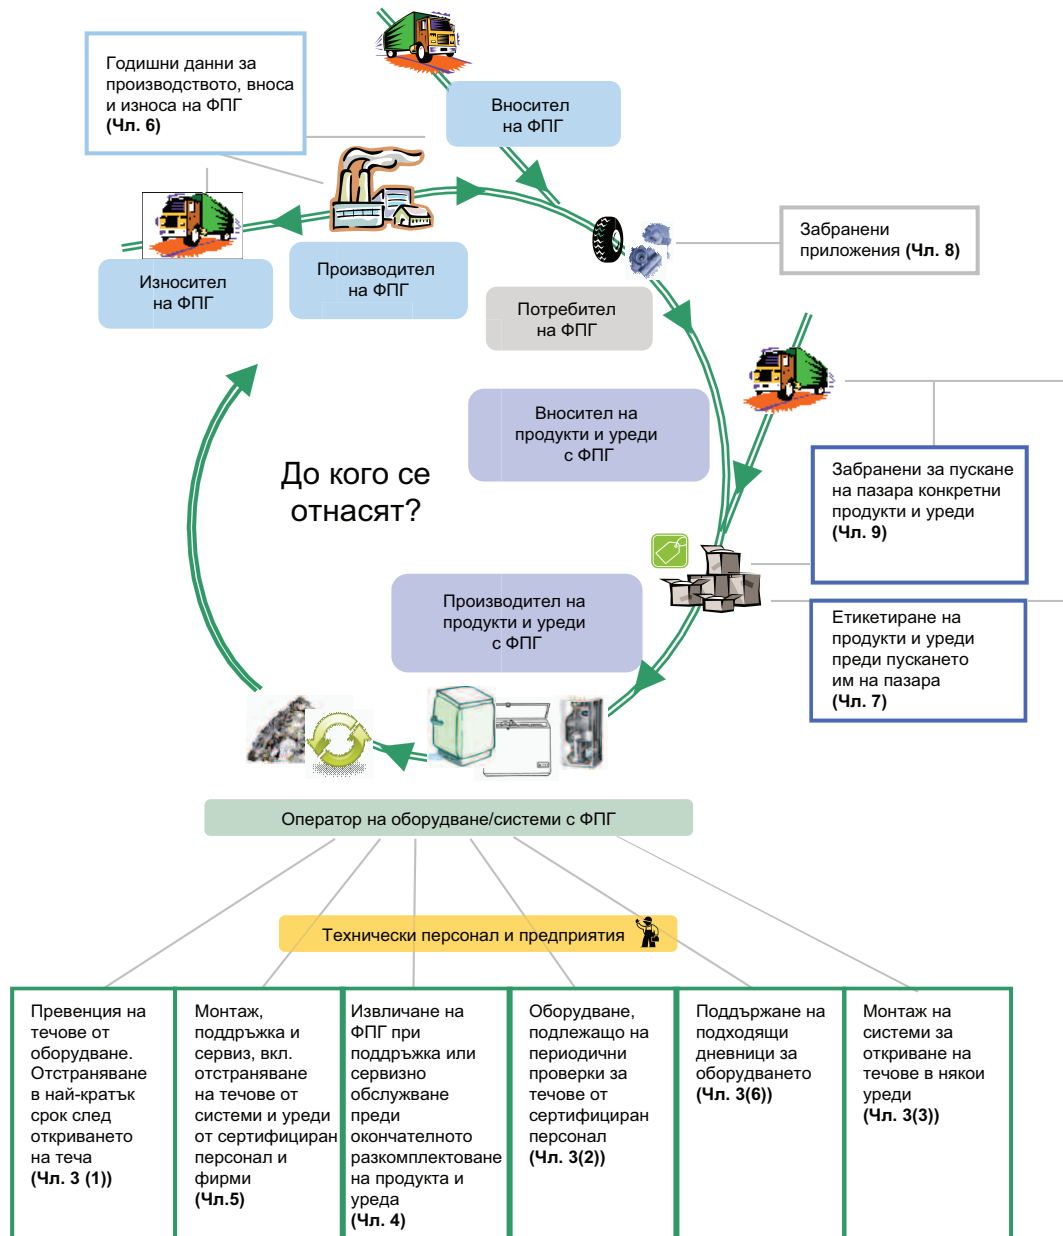 Годишни данни за
производството, вноса
и износа на ФПГ
(Чл. 6)
Вносител
на ФПГ
Износител
на ФПГ
Производител
на ФПГ
Забранени
приложения (Чл. 8)
Потребител
на ФПГ
Вносител на
продукти и уреди
с ФПГ
До кого се
отнасят?
Забранени за пускане
на пазара конкретни
продукти и уреди
(Чл. 9)
Производител на
продукти и уреди
с ФПГ
Етикетиране на
продукти и уреди
преди пускането
им на пазара
(Чл. 7)
Оператор на оборудване/системи с ФПГ
Технически персонал и предприятия
Превенция на
течове от
оборудване.
Отстраняване
в най-кратък
срок след
откриването
на теча
(Чл. 3 (1))
Монтаж,
поддръжка и
сервиз, вкл.
отстраняване
на течове от
системи и уреди
от сертифициран
персонал и
фирми
(Чл.5)
Извличане на
ФПГ при
поддръжка или
сервизно
обслужване
преди
окончателното
разкомплектоване
на продукта и
уреда
(Чл. 4)
Оборудване,
подлежащо на
периодични
проверки за
течове от
сертифициран
персонал
(Чл. 3(2))
Поддържане на
подходящи
дневници за
оборудването
(Чл. 3(6))
Монтаж на
системи за
откриване на
течове в някои
уреди
(Чл. 3(3))